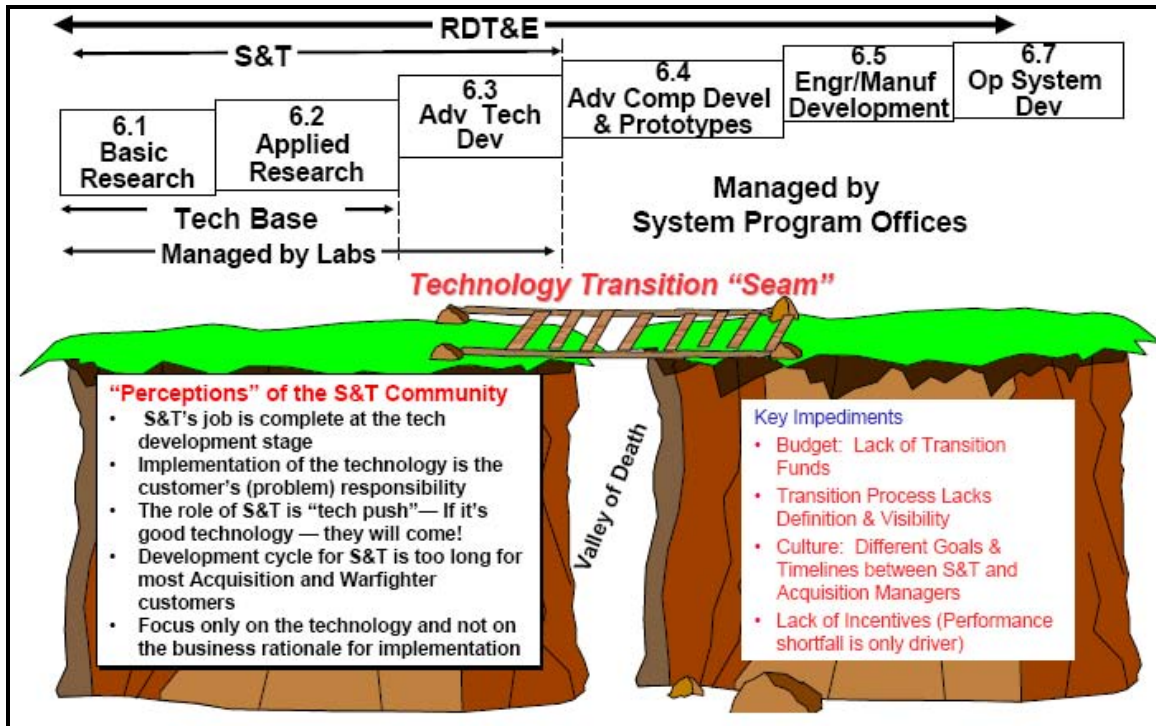 RDT&E
S&T
6.1
Basic
Research
6.2
Applied
Research
6.3
Adv Tech
Dev
6.4
Adv Comp Devel
& Prototypes
6.5
Engr/Manuf
Development
6.7
Op System
Dev
Tech Base
Managed by Labs
Managed by
System Program Offices
Technology Transition “Seam”
“Perceptions” of the S&T Community
• S&T’s job is complete at the tech
development stage
• Implementation of the technology is the
customer’s (problem) responsibility
• The role of S&T is “tech push”— If it’s
good technology — they will come!
• Development cycle for S&T is too long for
most Acquisition and Warfighter
customers
• Focus only on the technology and not on
the business rationale for implementation
Valley of Death
Key Impediments
• Budget: Lack of Transition
Funds
• Transition Process Lacks
Definition & Visibility
• Culture: Different Goals &
Timelines between S&T and
Acquisition Managers
• Lack of Incentives (Performance
shortfall is only driver)